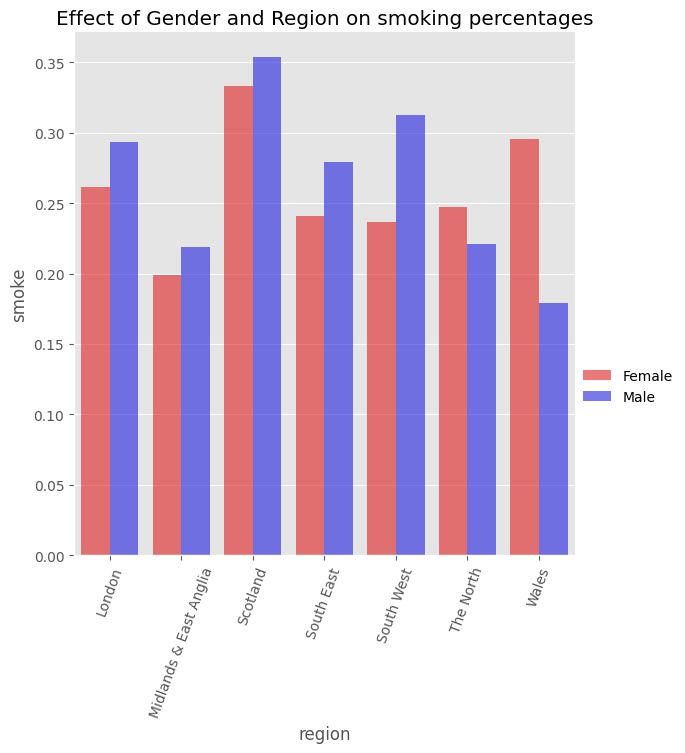 Effect of Gender and Region on smoking percentages
smoke
0.35
0.30
0.25
0.20
0.15
0.10
0.05
0.00
Female
Male
London
Midlands & East Anglia
Scotland
South East
South West
The North
Wales
region